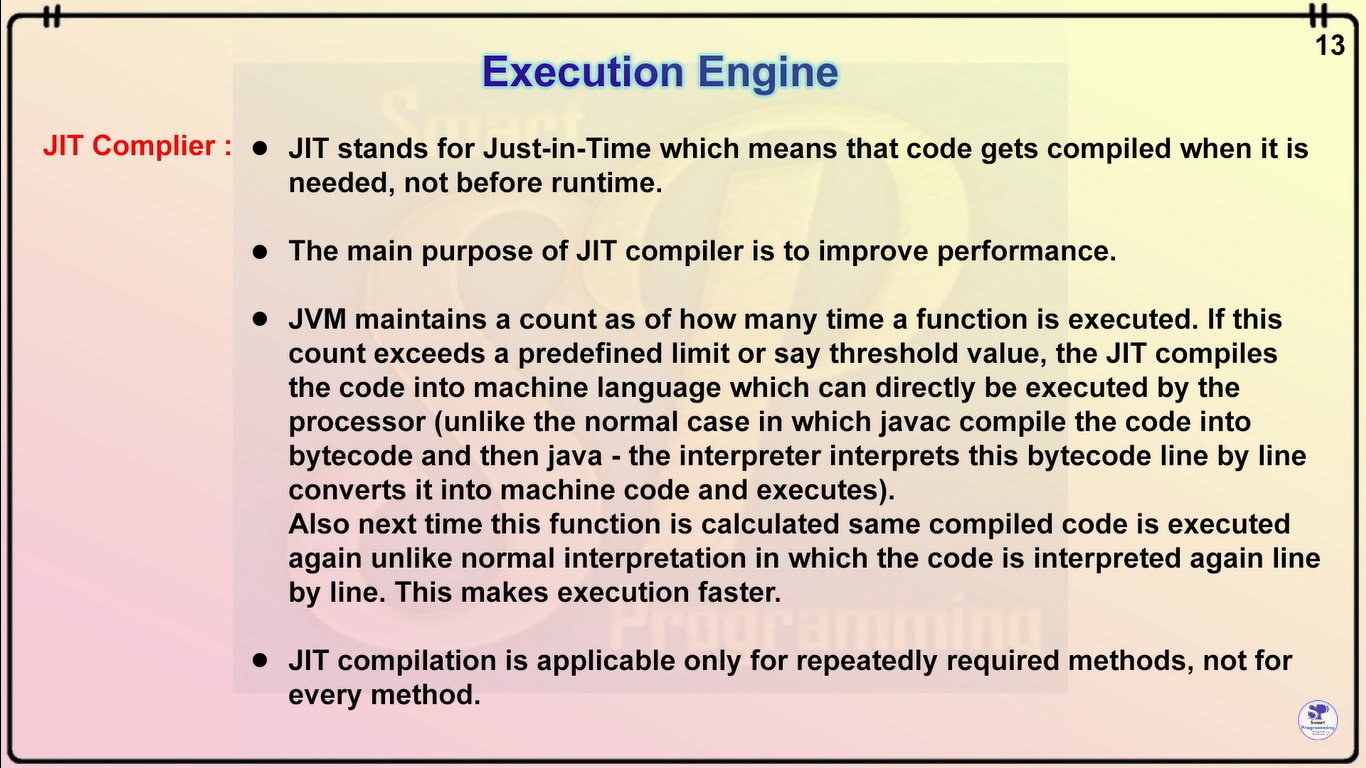 13
Execution Engine
JIT Complier :
● JIT stands for Just-in-Time which means that code gets compiled when it is
needed, not before runtime.
● The main purpose of JIT compiler is to improve performance.
● JVM maintains a count as of how many time a function is executed. If this
count exceeds a predefined limit or say threshold value, the JIT compiles
the code into machine language which can directly be executed by the
processor (unlike the normal case in which javac compile the code into
bytecode and then java - the interpreter interprets this bytecode line by line
converts it into machine code and executes).
Also next time this function is calculated same compiled code is executed
again unlike normal interpretation in which the code is interpreted again line
by line. This makes execution faster.
● JIT compilation is applicable only for repeatedly required methods, not for
every method.
Smart
SP
Programming
SP
Smart
Programming